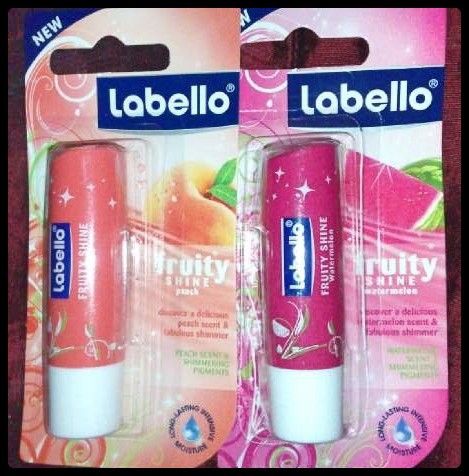 NEW
Labello®
Labello
FRUITY SHINE
fruity
SHINE
peach
discover a delicious
peach scent &
fabulous shimmer
PEACH SCENT &
SHIMMERING
PIGMENTS
LONG-LASTING INTENSIVE
MOISTURE
NEW
Labello®
Labello
FRUITY SHINE
Watermelon
fruity
SHINE
watermelon
discover a delicious
watermelon scent &
fabulous shimmer
WATERMELON
SCENT
SHIMMERING
PIGMENTS
LONG-LASTING INTENSIVE
MOISTURE